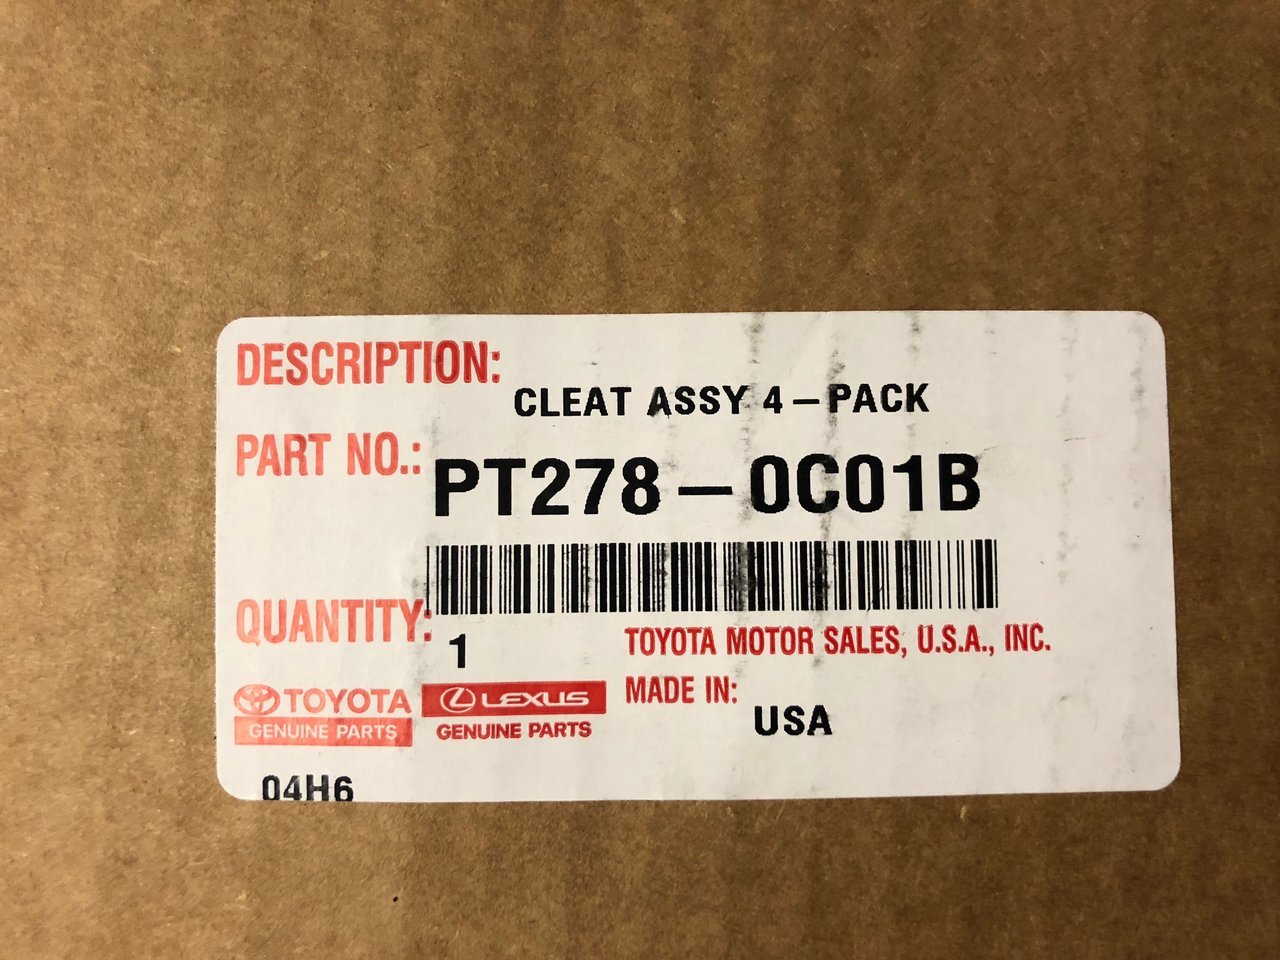 DESCRIPTION:
CLEAT ASSY 4-PACK
PART NO.:
PT278-0C01B
QUANTITY:
1
TOYOTA MOTOR SALES, U.S.A., INC.
TOYOTA
GENUINE PARTS
LEXUS
GENUINE PARTS
MADE IN:
USA
04H6